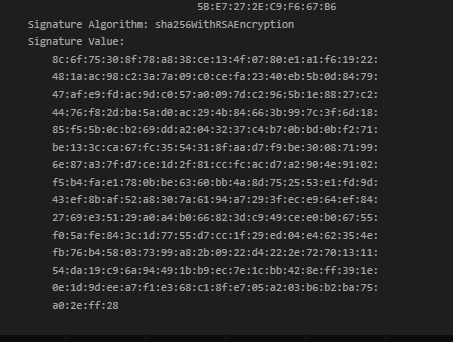 5B:E7:27:2E:C9:F6:67:B6
Signature Algorithm: sha256WithRSAEncryption
Signature Value:
8c:6f:75:30:8f:78:a8:38:ce:13:4f:07:80:e1:a1:f6:19:22:
48:1a:ac:98:c2:3a:7a:09:c0:ce:fa:23:40:eb:5b:0d:84:79:
47:af:e9:fd:ac:9d:c0:57:a0:09:7d:c2:96:5b:1e:88:27:c2:
44:76:f8:2d:ba:5a:d0:ac:29:4b:84:66:3b:99:7c:3f:6d:18:
85:f5:5b:0c:b2:69:dd:a2:04:32:37:c4:b7:0b:bd:0b:f2:71:
be:13:3c:ca:67:fc:35:54:31:8f:aa:d7:f9:be:30:08:71:99:
6e:87:a3:7f:d7:ce:1d:2f:81:cc:fc:ac:d7:a2:90:4e:91:02:
f5:b4:fa:e1:78:0b:be:63:60:bb:4a:8d:75:25:53:e1:fd:9d:
43:ef:8b:af:52:a8:30:7a:61:94:a7:29:3f:ec:e9:64:ef:84:
27:69:e3:51:29:a0:a4:b0:66:82:3d:c9:49:ce:e0:b0:67:55:
f0:5a:fe:84:3c:1d:77:55:d7:cc:1f:29:ed:04:e4:62:35:4e:
fb:76:b4:58:03:73:99:a8:2b:09:22:d4:22:2e:72:70:13:11:
54:da:19:c9:6a:94:49:1b:b9:ec:7e:1c:bb:42:8e:ff:39:1e:
0e:1d:9d:ee:a7:f1:e3:68:c1:8f:e7:05:a2:03:b6:b2:ba:75:
a0:2e:ff:28